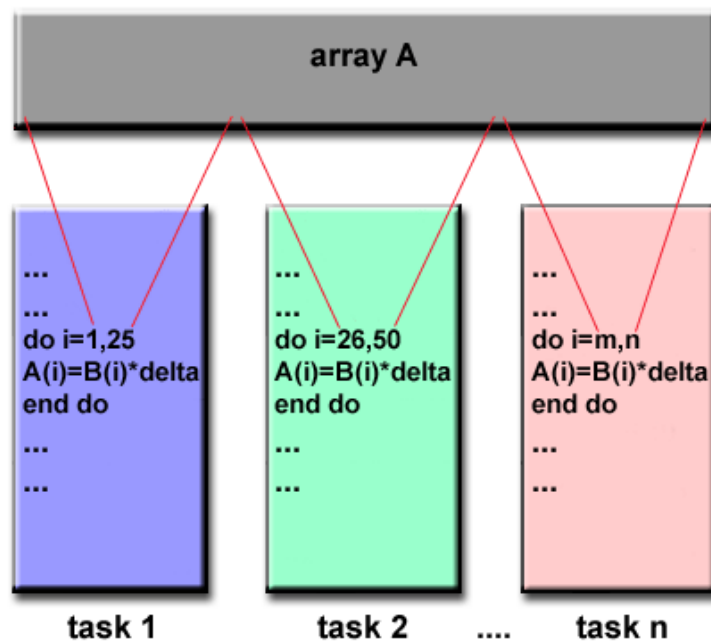 array A
...
...
do i=1,25
A(i)=B(i)*delta
end do
...
...
...
...
do i=26,50
A(i)=B(i)*delta
end do
...
...
...
...
do i=m,n
A(i)=B(i)*delta
end do
...
...
task 1
task 2
....
task n